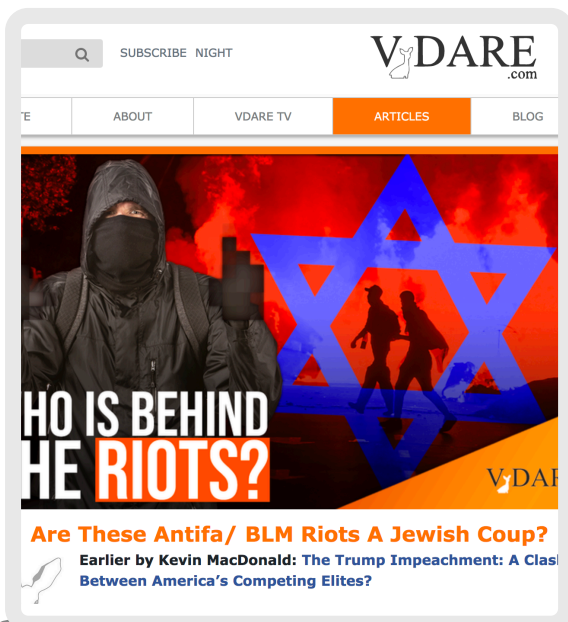 SUBSCRIBE NIGHT
VDARE
.com
TE ABOUT VDARE TV ARTICLES BLOG
HO IS BEHIND
HE RIOTS?
VDAR
Are These Antifa/ BLM Riots A Jewish Coup?
Earlier by Kevin MacDonald: The Trump Impeachment: A Clas
Between America's Competing Elites?